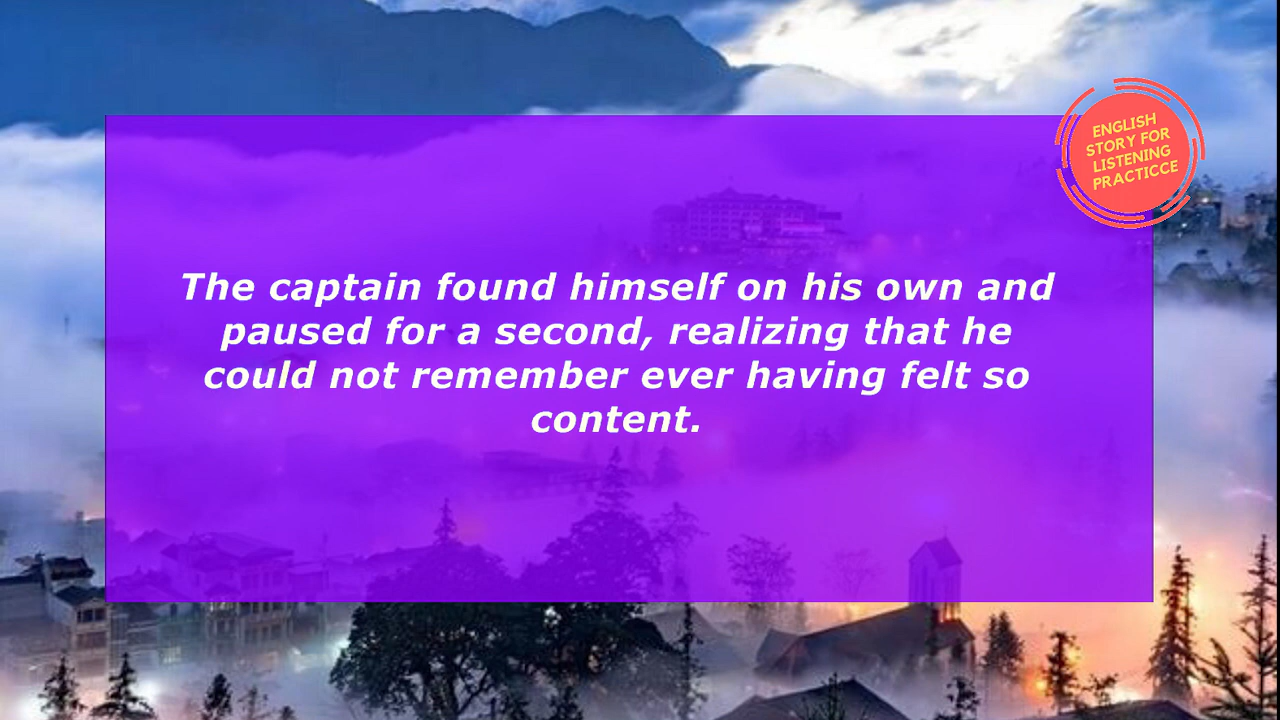 The captain found himself on his own and
paused for a second, realizing that he
could not remember ever having felt so
content.
ENGLISH
STORY FOR
LISTENING
PRACTICCE